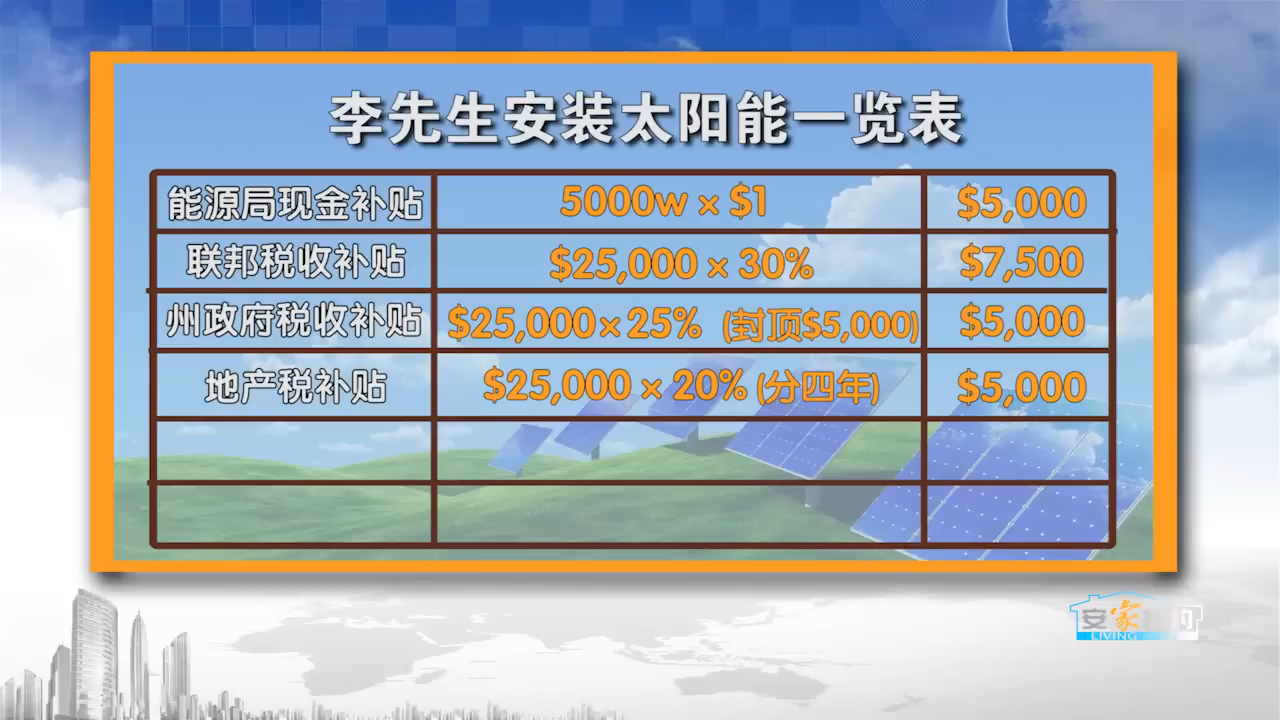 李先生安装太阳能一览表
能源局现金补贴 5000w × $1 $5,000
联邦税收补贴 $25,000 × 30% $7,500
州政府税收补贴 $25,000×25% (封顶$5,000) $5,000
地产税补贴 $25,000 × 20% (分四年) $5,000
安家
LIVING